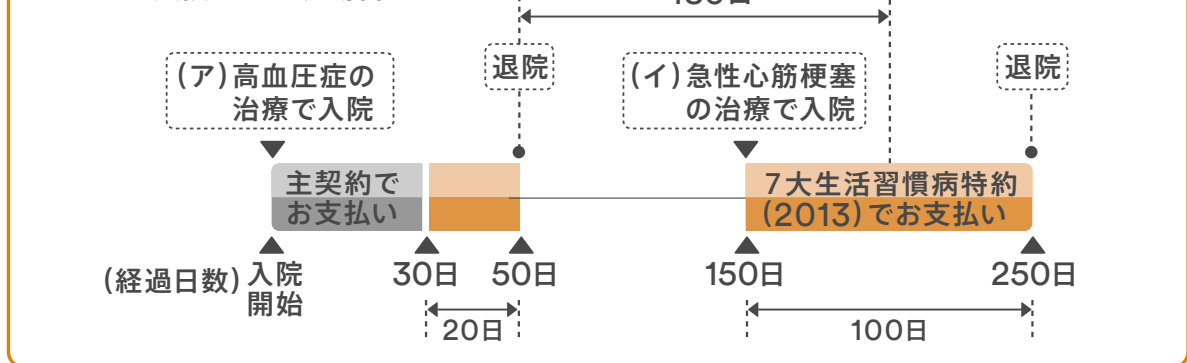 (ア)高血圧症の
治療で入院
退院
(イ)急性心筋梗塞
の治療で入院
退院
主契約で
お支払い
7大生活習慣病特約
(2013)でお支払い
(経過日数)
入院
開始
30日
50日
150日
250日
20日
100日